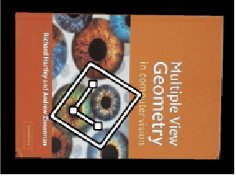 Multiple View
Geometry
in computer vision
Richard Hartley and Andrew Zisserman